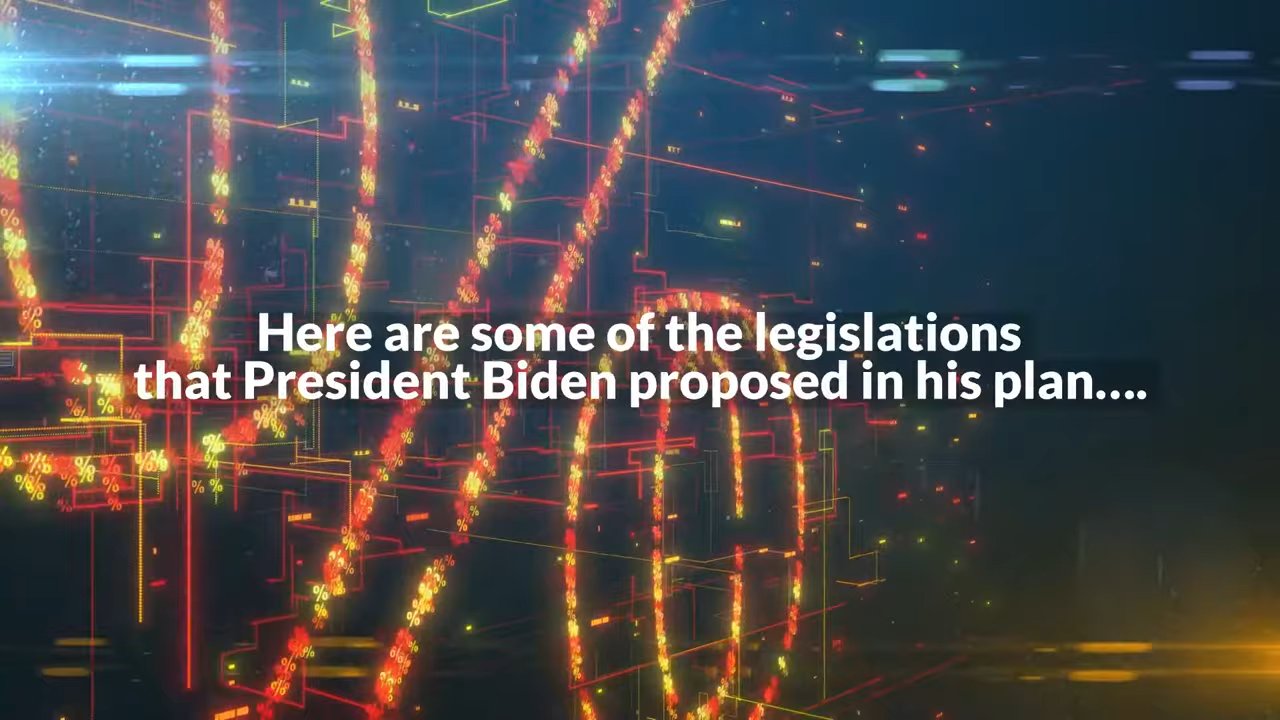 Here are some of the legislations
that President Biden proposed in his plan....